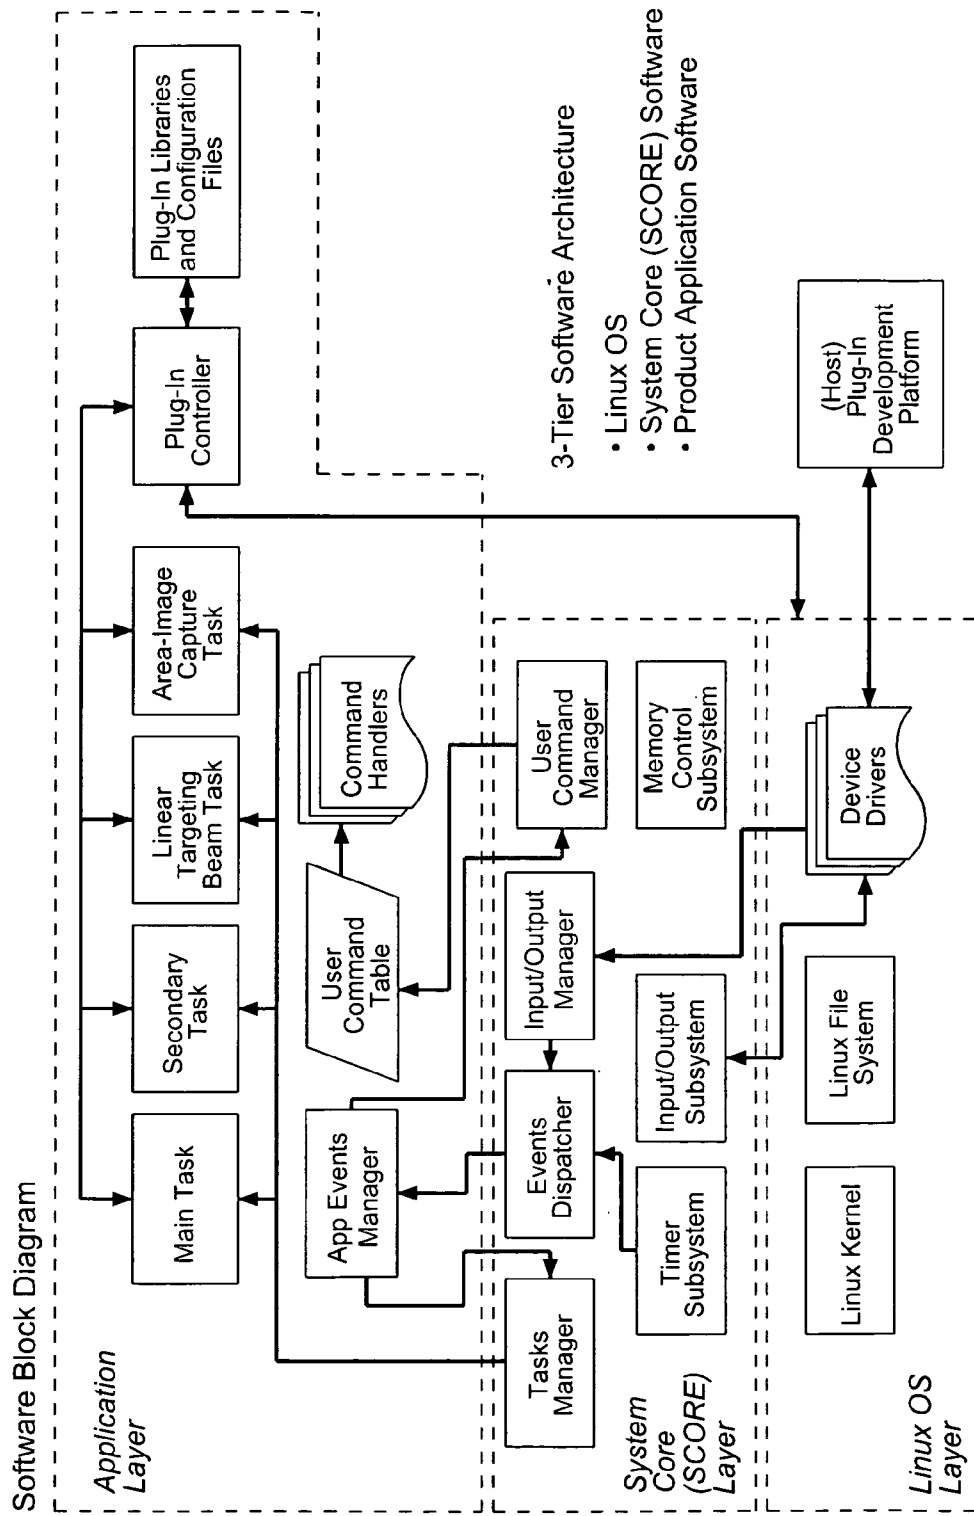 Software Block Diagram
Application
Layer
Main Task
Secondary
Task
Linear
Targeting
Beam Task
Area-Image
Capture
Task
Plug-In
Controller
Plug-In Libraries
and Configuration
Files
App Events
Manager
User
Command
Table
Command
Handlers
3-Tier Software Architecture
• Linux OS
• System Core (SCORE) Software
• Product Application Software
Tasks
Manager
Events
Dispatcher
Input/Output
Manager
User
Command
Manager
System
Core
(SCORE)
Layer
Timer
Subsystem
Input/Output
Subsystem
Memory
Control
Subsystem
Linux OS
Layer
Linux Kernel
Linux File
System
Device
Drivers
(Host)
Plug-In
Development
Platform